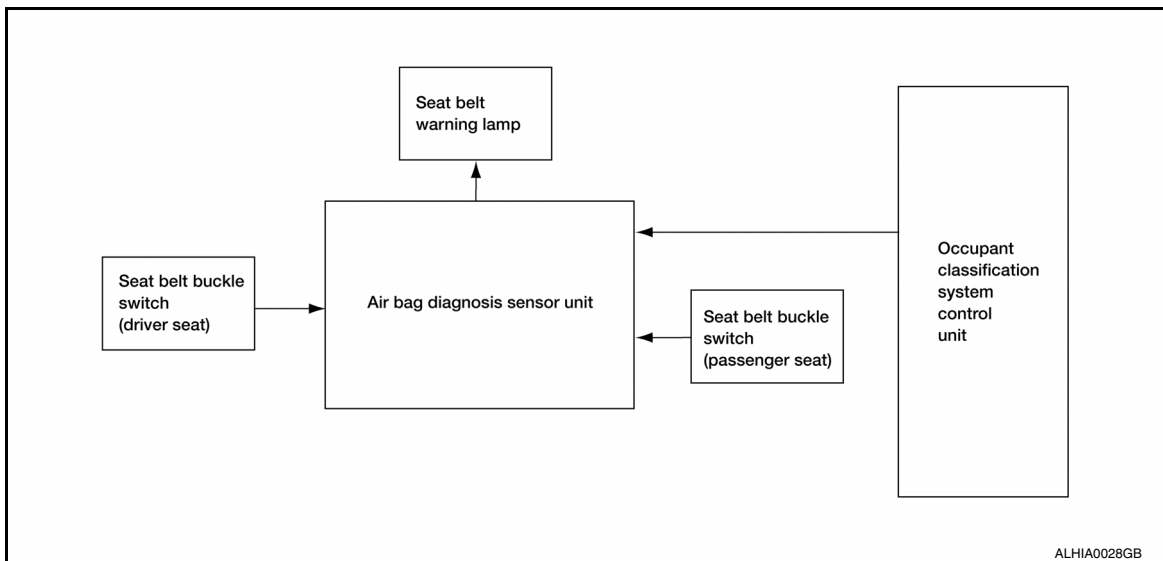 Seat belt
warning lamp
Seat belt buckle
switch
(driver seat)
Air bag diagnosis sensor unit
Seat belt buckle
switch
(passenger seat)
Occupant
classification
system
control
unit
ALHIA0028GB